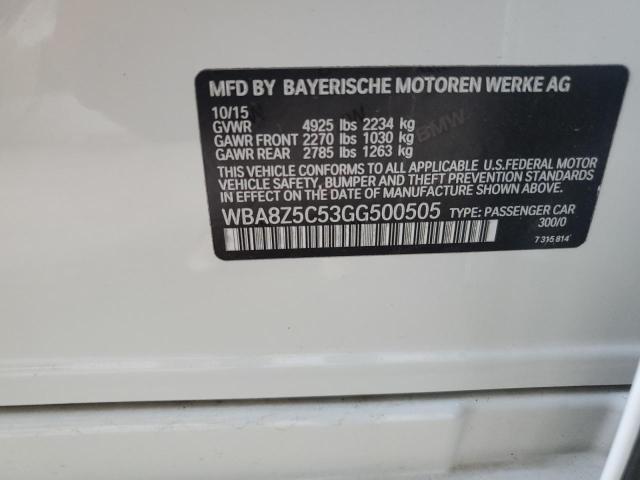 MFD BY BAYERISCHE MOTOREN WERKE AG
10/15
GVWR 4925 lbs 2234 kg
GAWR FRONT 2270 lbs 1030 kg
GAWR REAR 2785 lbs 1263 kg
BMW
THIS VEHICLE CONFORMS TO ALL APPLICABLE U.S.FEDERAL MOTOR
VEHICLE SAFETY, BUMPER AND THEFT PREVENTION STANDARDS
IN EFFECT ON THE DATE OF MANUFACTURE SHOWN ABOVE.
WBA8Z5C53GG500505 TYPE: PASSENGER CAR
300/0
7 315 814